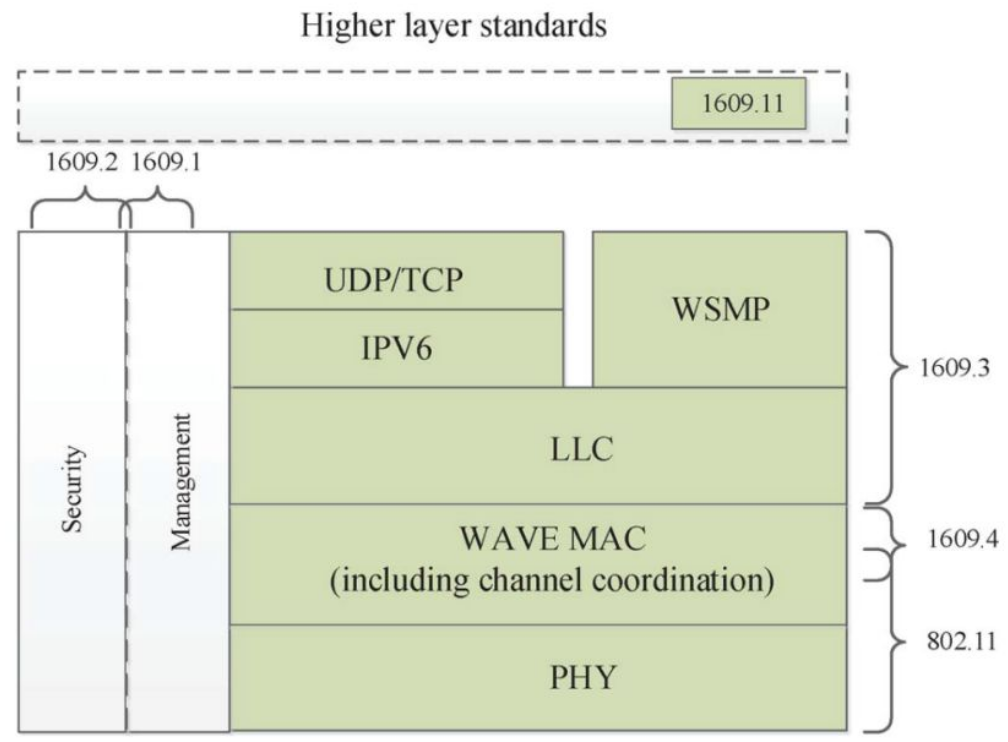 Higher layer standards
1609.11
1609.2 1609.1
UDP/TCP
WSMP
IPV6
1609.3
LLC
Security
Management
WAVE MAC
(including channel coordination)
1609.4
802.11
PHY